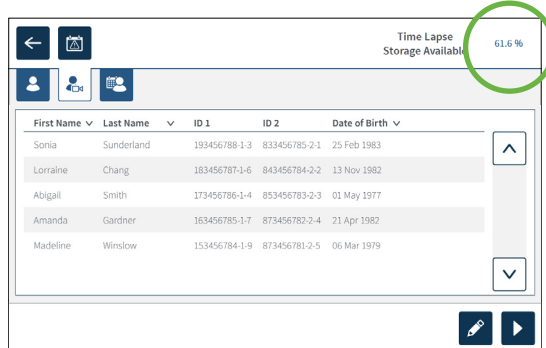 Time Lapse
Storage Available
61.6 %
First Name Last Name ID 1 ID 2 Date of Birth
Sonia Sunderland 193456788-1-3 833456785-2-1 25 Feb 1983
Lorraine Chang 183456787-1-6 843456784-2-2 13 Nov 1982
Abigail Smith 173456786-1-4 853456783-2-3 01 May 1977
Amanda Gardner 163456785-1-7 873456782-2-4 21 Apr 1982
Madeline Winslow 153456784-1-9 873456781-2-5 06 Mar 1979